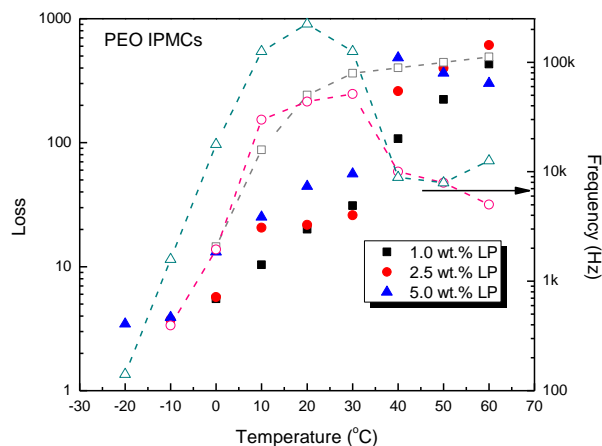 PEO IPMCs
1000
100
10
1
Loss
100k
10k
1k
100
Frequency (Hz)
1.0 wt.% LP
2.5 wt.% LP
5.0 wt.% LP
-30 -20 -10 0 10 20 30 40 50 60 70
Temperature (°C)